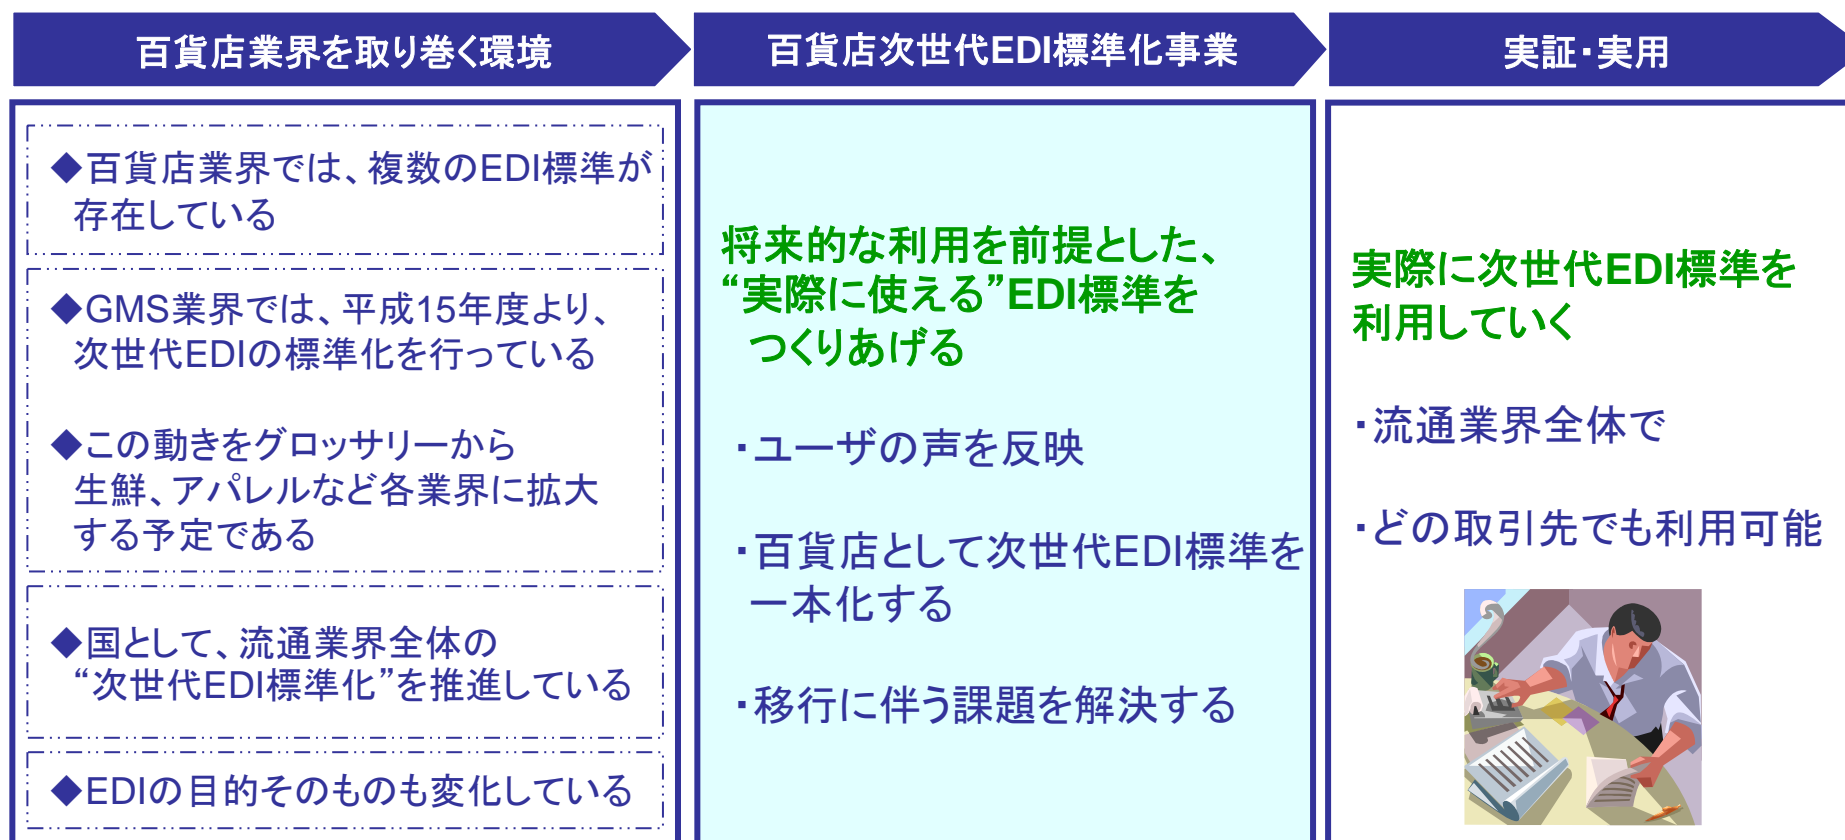 百貨店業界を取り巻く環境
◆百貨店業界では、複数のEDI標準が
存在している
◆GMS業界では、平成15年度より、
次世代EDIの標準化を行っている
◆この動きをグロッサリーから
生鮮、アパレルなど各業界に拡大
する予定である
◆国として、流通業界全体の
“次世代EDI標準化”を推進している
◆EDIの目的そのものも変化している
百貨店次世代EDI標準化事業
将来的な利用を前提とした、
“実際に使える”EDI標準を
つくりあげる
・ユーザの声を反映
・百貨店として次世代EDI標準を
一本化する
・移行に伴う課題を解決する
実証・実用
実際に次世代EDI標準を
利用していく
・流通業界全体で
・どの取引先でも利用可能